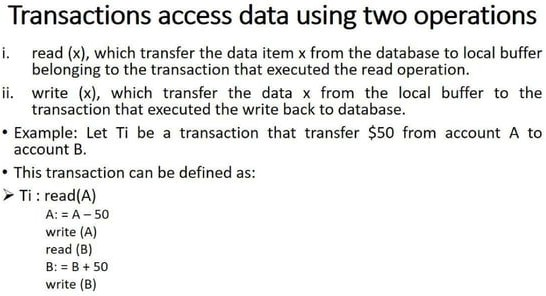 Transactions access data using two operations
i. read (x), which transfer the data item x from the database to local buffer
belonging to the transaction that executed the read operation.
ii. write (x), which transfer the data x from the local buffer to the
transaction that executed the write back to database.
• Example: Let Ti be a transaction that transfer $50 from account A to
account B.
• This transaction can be defined as:
➢ Ti : read(A)
A: = A – 50
write (A)
read (B)
B: = B + 50
write (B)